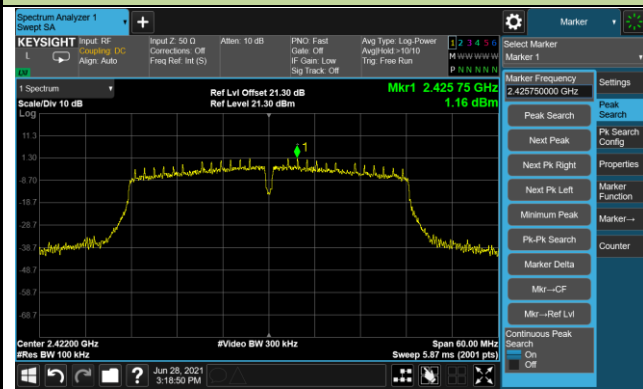 Spectrum Analyzer 1
Swept SA
Marker
KEYSIGHT
Input: RF
Coupling: DC
Align: Auto
Input Z: 50 Ω
Corrections: Off
Freq Ref: Int (S)
Atten: 10 dB
PNO: Fast
Gate: Off
IF Gain: Low
Sig Track: Off
Avg Type: Log-Power
Avg|Hold:>10/10
Trig: Free Run
1 2 3 4 5 6
M W W W W W
P N N N N N
L
LW
Select Marker
Marker 1
1 Spectrum
Scale/Div 10 dB
Log
Ref Lvl Offset 21.30 dB
Ref Level 21.30 dBm
Mkr1 2.425 75 GHz
1.16 dBm
11.3
1.30
-8.70
-18.7
-28.7
-38.7
-48.7
-58.7
-68.7
1
Center 2.42200 GHz
#Res BW 100 kHz
#Video BW 300 kHz
Span 60.00 MHz
Sweep 5.87 ms (2001 pts)
Marker Frequency
2.425750000 GHz
Peak Search
Next Peak
Next Pk Right
Next Pk Left
Minimum Peak
Pk-Pk Search
Marker Delta
Mkr→CF
Mkr→Ref Lvl
Continuous Peak
Search
On
Off
Settings
Peak
Search
Pk Search
Config
Properties
Marker
Function
Marker→
Counter
?
Jun 28, 2021
3:18:50 PM